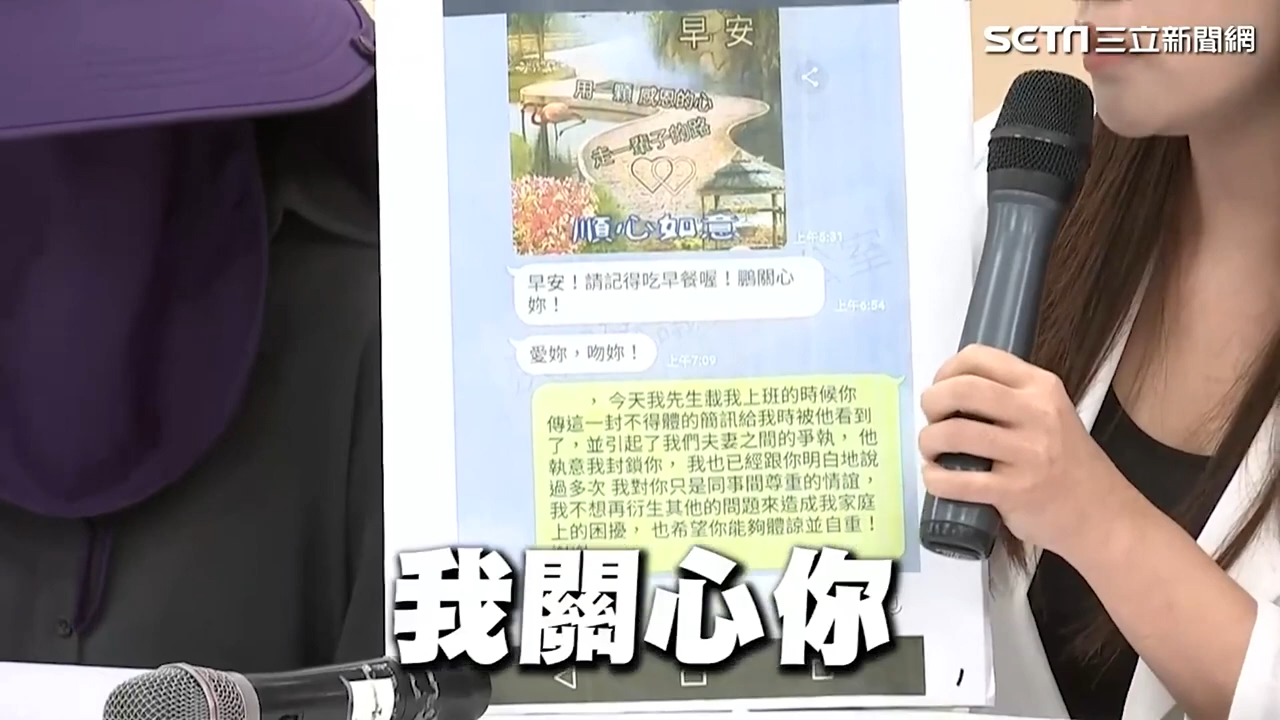 SETN三立新聞網
早安
用一顆 感恩的心
走一輩子的路
順心如意
上午5:31
早安！請記得吃早餐喔！鵬關心
妳！
上午6:54
愛妳，吻妳！
上午7:09
，今天我先生載我上班的時候你
傳這一封不得體的簡訊給我時被他看到
了，並引起了我們夫妻之間的爭執， 他
執意我封鎖你， 我也已經跟你明白地說
過多次 我對你只是同事間尊重的情誼，
我不想再衍生其他的問題來造成我家庭
上的困擾， 也希望你能夠體諒並自重！
我關心你